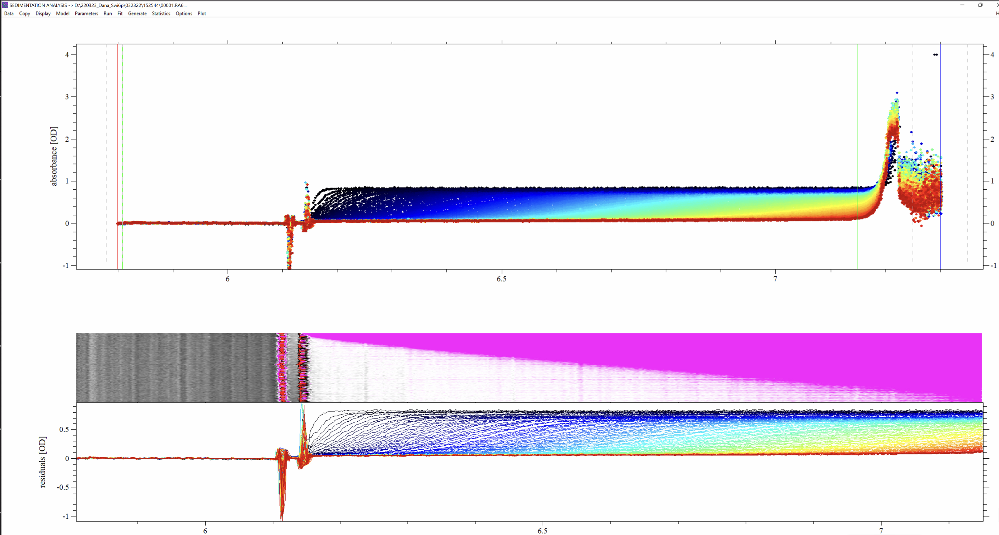 SEDIMENTATION ANALYSIS -> D:\220323_Dana_Swi6p\032322\152544\00001.RA6...
Data Copy Display Model Parameters Run Fit Generate Statistics Options Plot H
4 4
3 3
2 2
1 1
0 0
-1 -1
absorbance [OD]
6 6.5 7
0.5
0
-0.5
-1
residuals [OD]
6 6.5 7